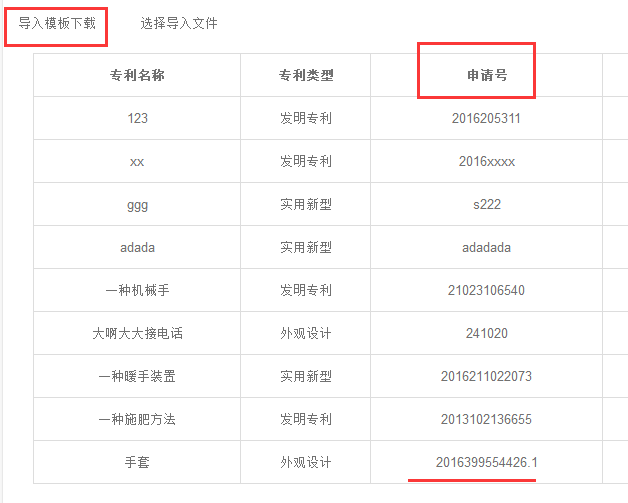 导入模板下载 选择导入文件
专利名称 专利类型 申请号
123 发明专利 2016205311
xx 发明专利 2016xxxx
ggg 实用新型 s222
adada 实用新型 adadada
一种机械手 发明专利 21023106540
大啊大大接电话 外观设计 241020
一种暖手装置 实用新型 2016211022073
一种施肥方法 发明专利 2013102136655
手套 外观设计 2016399554426.1